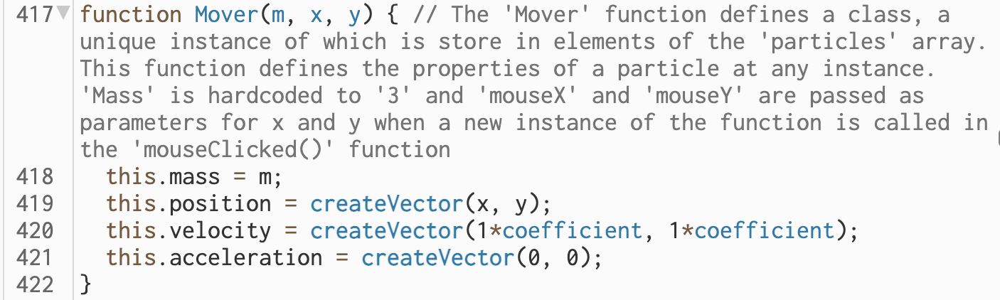 417 function Mover(m, x, y) { // The 'Mover' function defines a class, a
unique instance of which is store in elements of the 'particles' array.
This function defines the properties of a particle at any instance.
'Mass' is hardcoded to '3' and 'mouseX' and 'mouseY' are passed as
parameters for x and y when a new instance of the function is called in
the 'mouseClicked()' function
418 this.mass = m;
419 this.position = createVector(x, y);
420 this.velocity = createVector(1*coefficient, 1*coefficient);
421 this.acceleration = createVector(0, 0);
422 }